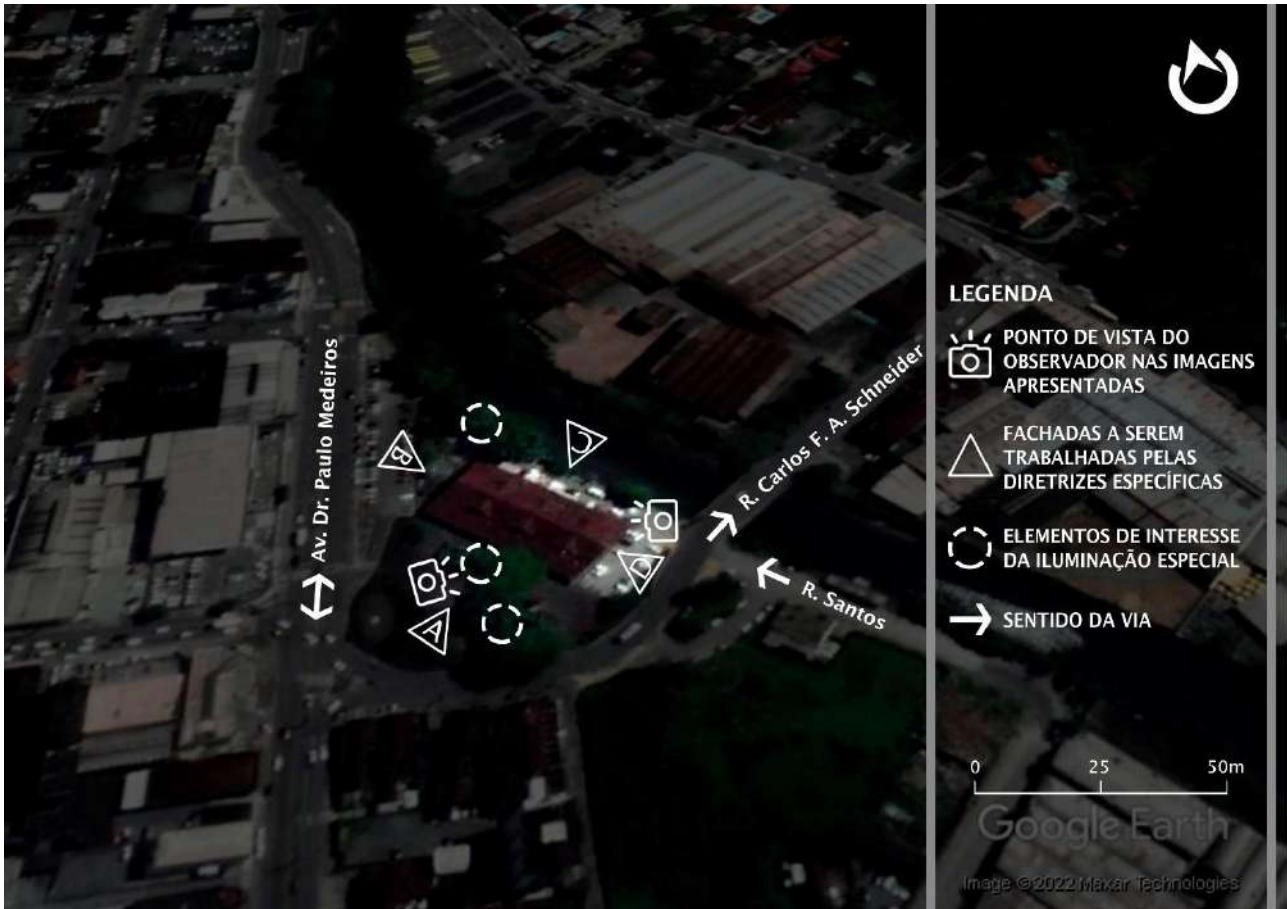 Av. Dr. Paulo Medeiros
B
C
D
A
R. Carlos F. A. Schneider
R. Santos
LEGENDA
PONTO DE VISTA DO
OBSERVADOR NAS IMAGENS
APRESENTADAS
FACHADAS A SEREM
TRABALHADAS PELAS
DIRETRIZES ESPECÍFICAS
ELEMENTOS DE INTERESSE
DA ILUMINAÇÃO ESPECIAL
SENTIDO DA VIA
0 25 50m
Google Earth
Image © 2022 Maxar Technologies